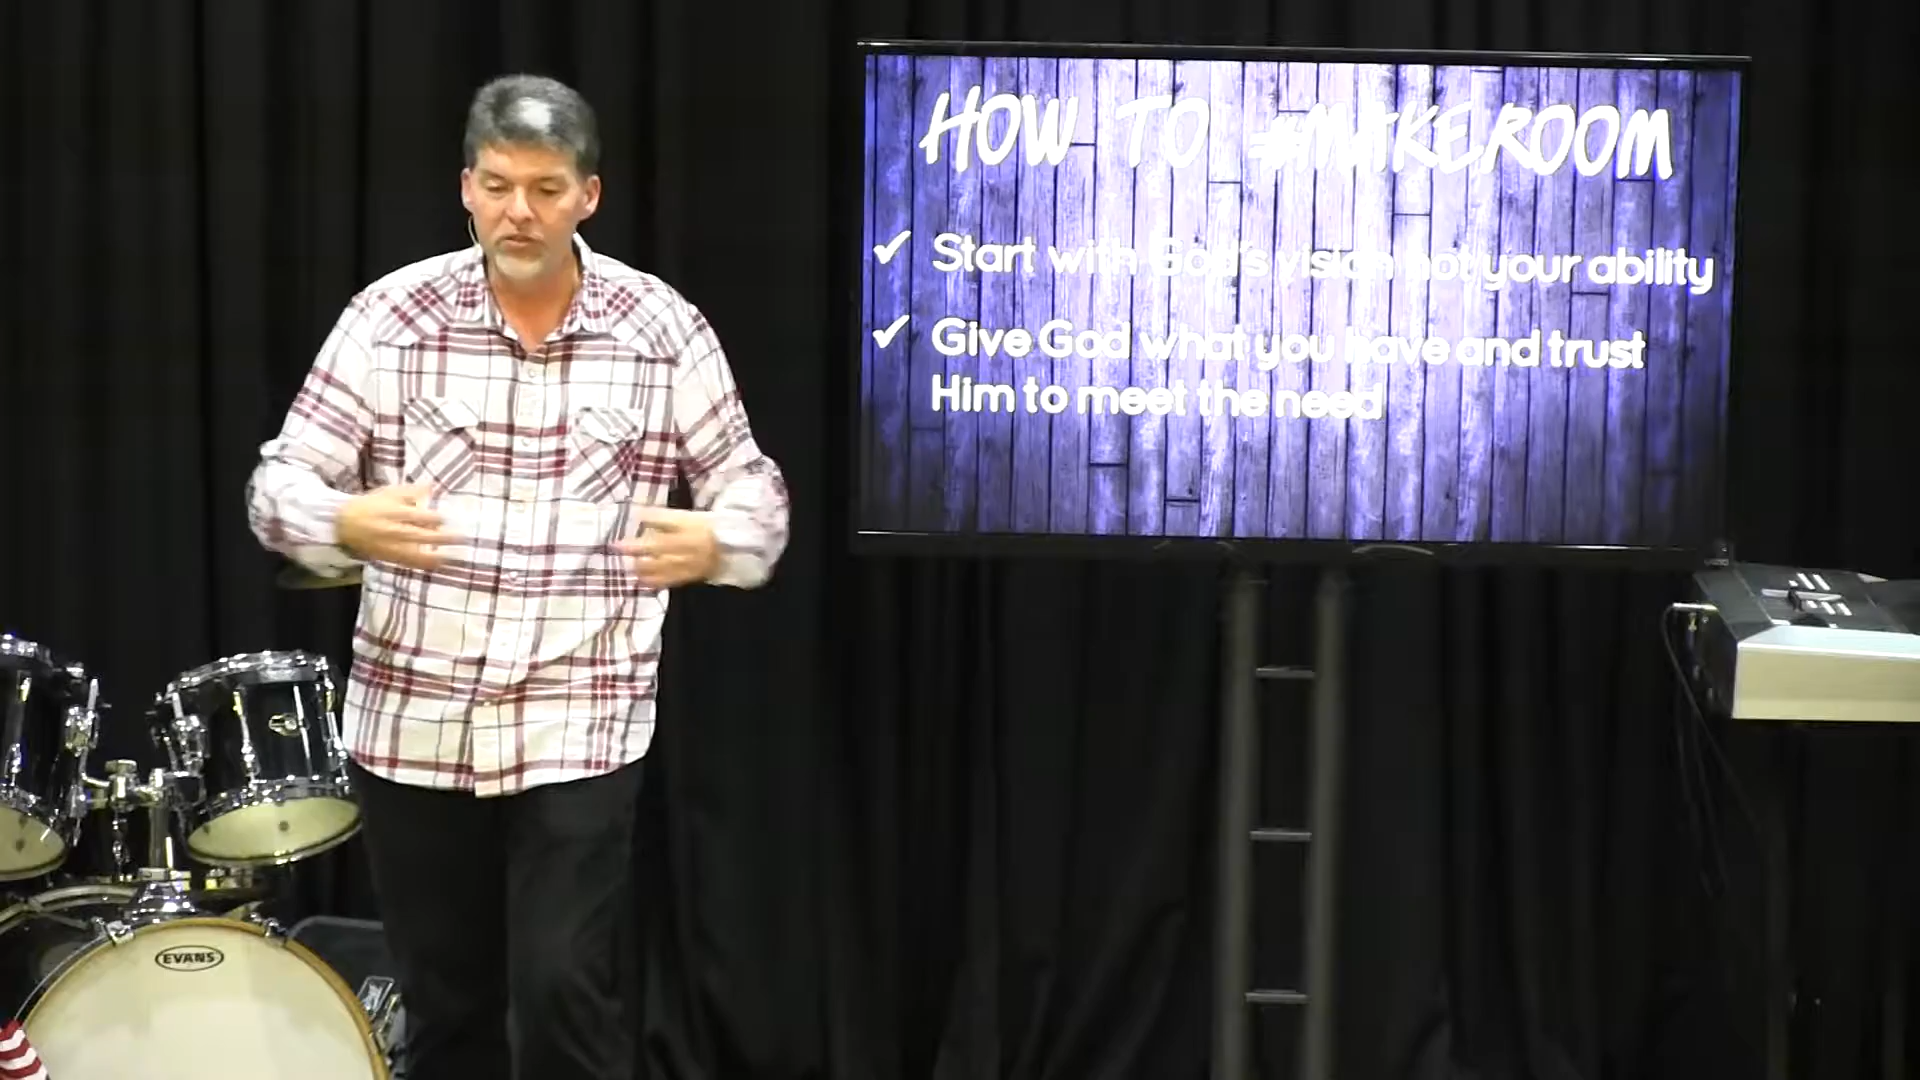 HOW TO #MAKEROOM
✓ Start with God's vision not your ability
✓ Give God what you have and trust
Him to meet the need
VIZIO
EVANS